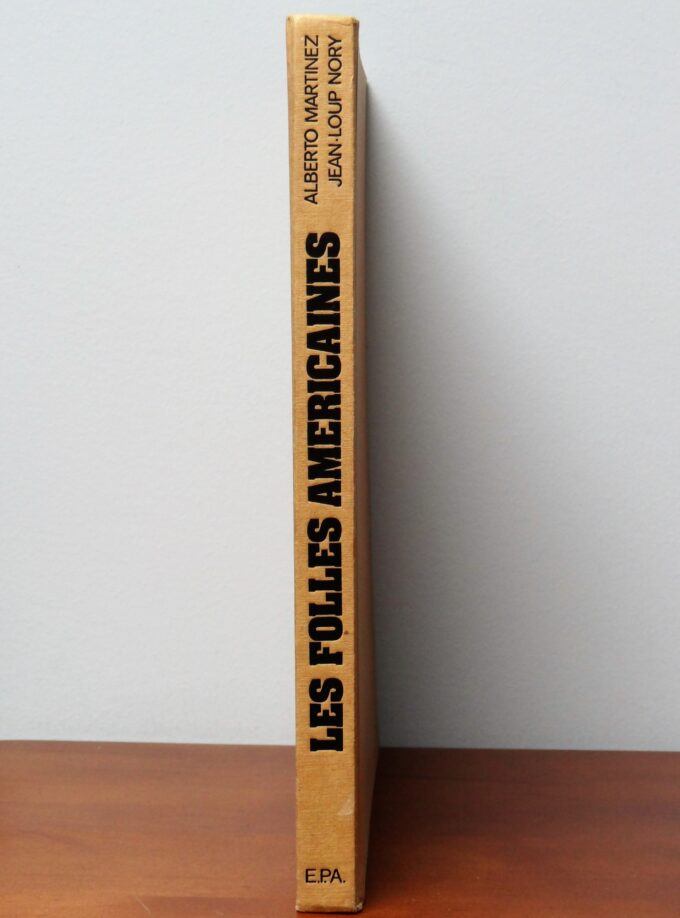 ALBERTO MARTINEZ
JEAN-LOUP NORY
LES FOLLES AMERICAINES
E.P.A.